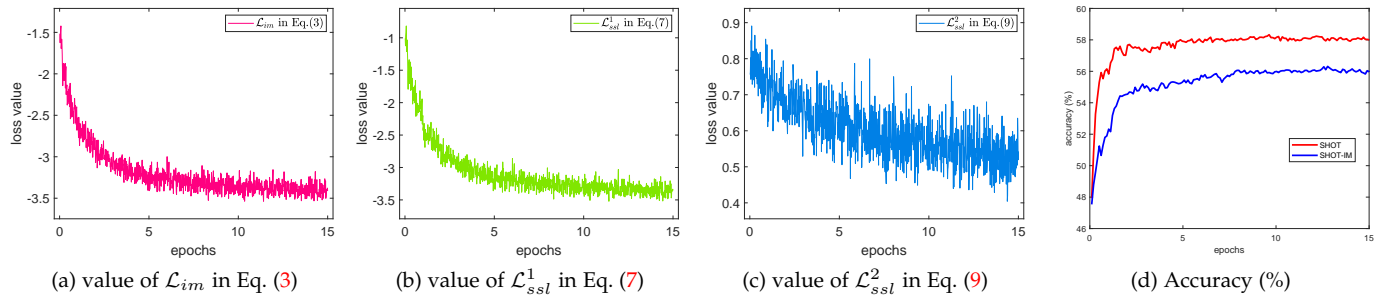 -1.5
-2
-2.5
-3
-3.5
loss value
0
5
10
15
epochs
ℒ_im in Eq.(3)
-1
-1.5
-2
-2.5
-3
-3.5
loss value
0
5
10
15
epochs
ℒ¹_ssl in Eq.(7)
0.9
0.8
0.7
0.6
0.5
0.4
loss value
0
5
10
15
epochs
ℒ²_ssl in Eq.(9)
60
58
56
54
52
50
48
46
accuracy (%)
0
5
10
15
epochs
SHOT
SHOT-IM
(a) value of ℒ_im in Eq. (3)
(b) value of ℒ¹_ssl in Eq. (7)
(c) value of ℒ²_ssl in Eq. (9)
(d) Accuracy (%)